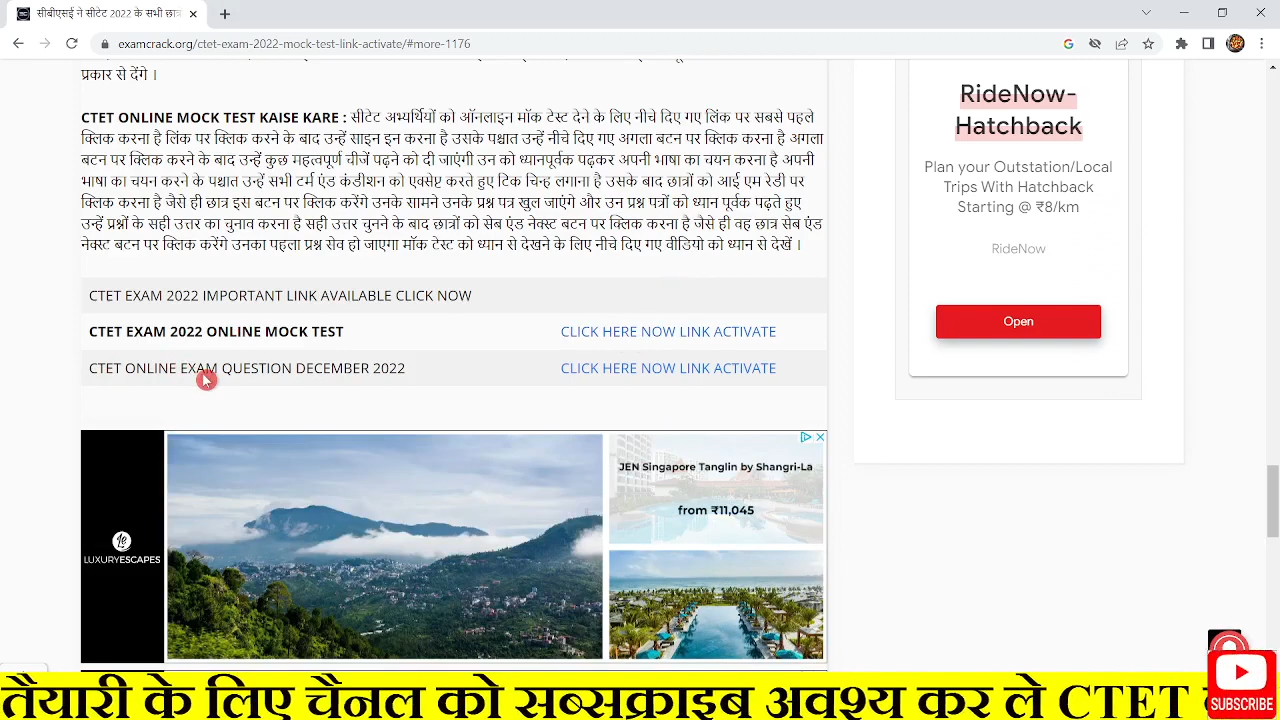 सीबीएसई ने सीटेट 2022 के सभी छात्र
examcrack.org/ctet-exam-2022-mock-test-link-activate/#more-1176
प्रकार से देंगे ।
CTET ONLINE MOCK TEST KAISE KARE : सीटेट अभ्यर्थियों को ऑनलाइन मॉक टेस्ट देने के लिए नीचे दिए गए लिंक पर सबसे पहले
क्लिक करना है लिंक पर क्लिक करने के बाद उन्हें साइन इन करना है उसके पश्चात उन्हें नीचे दिए गए अगला बटन पर क्लिक करना है अगला
बटन पर क्लिक करने के बाद उन्हें कुछ महत्वपूर्ण चीजें पढ़ने को दी जाएंगी उन को ध्यानपूर्वक पढ़कर अपनी भाषा का चयन करना है अपनी
भाषा का चयन करने के पश्चात उन्हें सभी टर्म एंड कंडीशन को एक्सेप्ट करते हुए टिक चिन्ह लगाना है उसके बाद छात्रों को आई एम रेडी पर
क्लिक करना है जैसे ही छात्र इस बटन पर क्लिक करेंगे उनके सामने उनके प्रश्न पत्र खुल जाएंगे और उन प्रश्न पत्रों को ध्यान पूर्वक पढ़ते हुए
उन्हें प्रश्नों के सही उत्तर का चुनाव करना है सही उत्तर चुनने के बाद छात्रों को सेब एंड नेक्स्ट बटन पर क्लिक करना है जैसे ही वह छात्र सेब एंड
नेक्स्ट बटन पर क्लिक करेंगे उनका पहला प्रश्न सेव हो जाएगा मॉक टेस्ट को ध्यान से देखने के लिए नीचे दिए गए वीडियो को ध्यान से देखें ।
CTET EXAM 2022 IMPORTANT LINK AVAILABLE CLICK NOW
CTET EXAM 2022 ONLINE MOCK TEST CLICK HERE NOW LINK ACTIVATE
CTET ONLINE EXAM QUESTION DECEMBER 2022 CLICK HERE NOW LINK ACTIVATE
RideNow-
Hatchback
Plan your Outstation/Local
Trips With Hatchback
Starting @ ₹8/km
RideNow
Open
LUXURYESCAPES
JEN Singapore Tanglin by Shangri-La
from ₹11,045
तैयारी के लिए चैनल को सब्सक्राइब अवश्य कर ले CTET
SUBSCRIBE